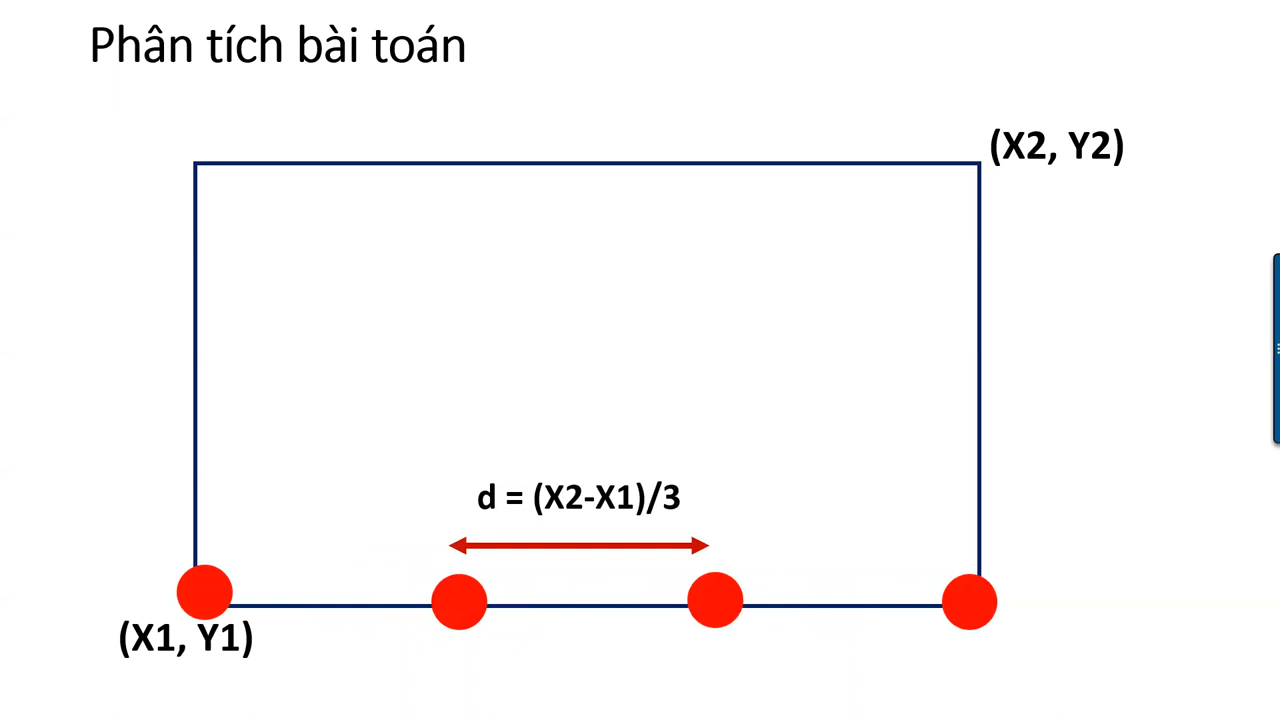 Phân tích bài toán
(X2, Y2)
d = (X2-X1)/3
(X1, Y1)